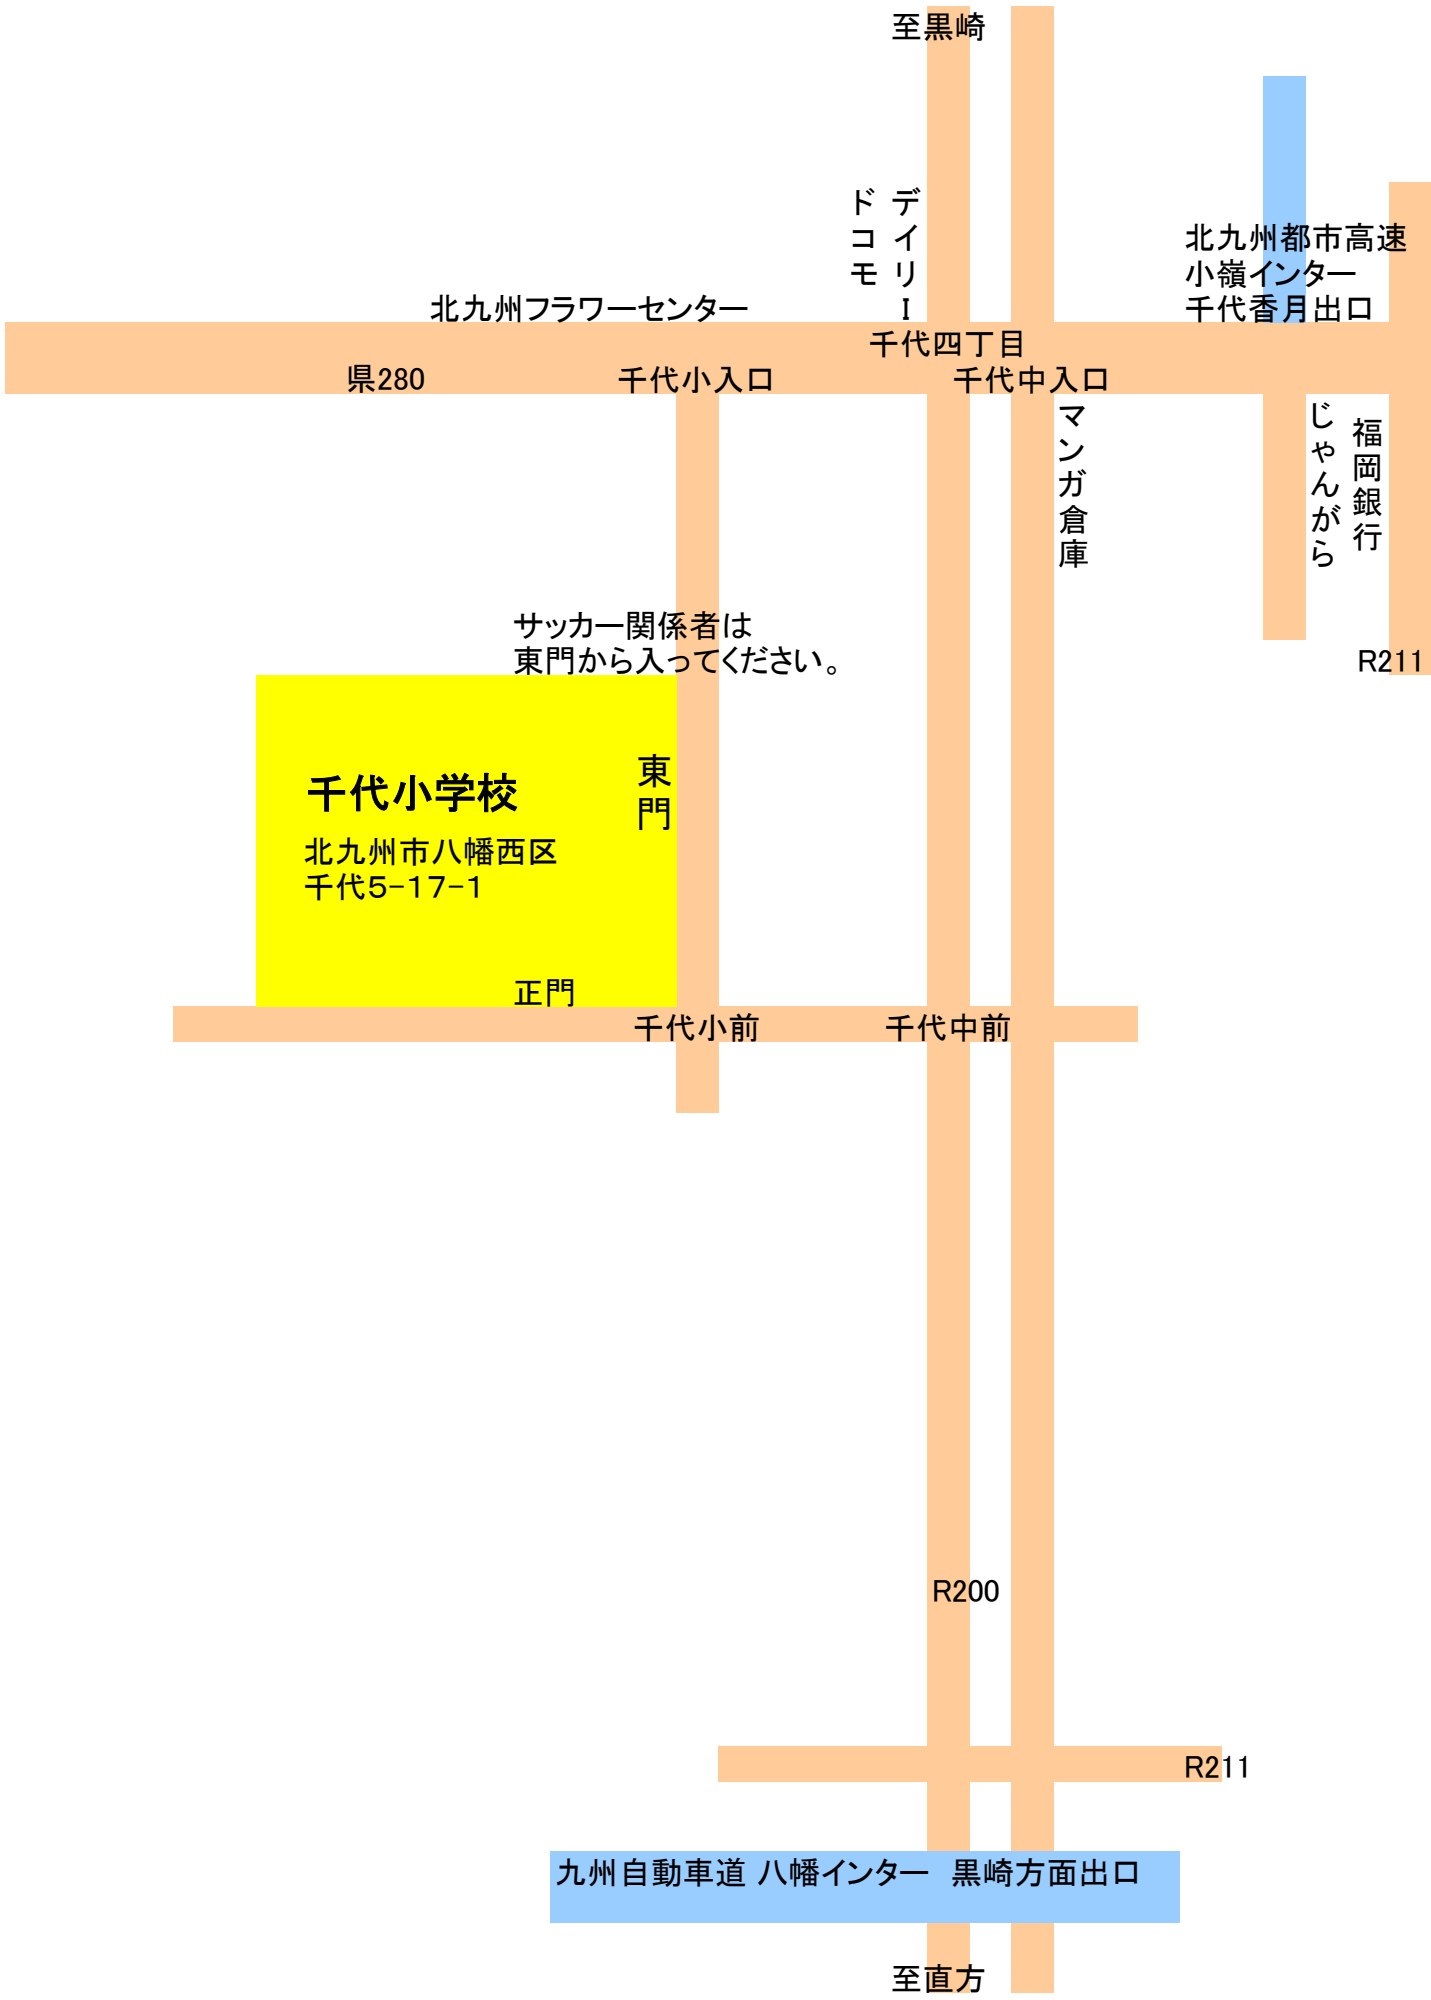 至黒崎
ドコモ
デイリーI
北九州都市高速
小嶺インター
千代香月出口
北九州フラワーセンター
千代四丁目
県280
千代小入口
千代中入口
マンガ倉庫
じゃんがら
福岡銀行
サッカー関係者は
東門から入ってください。
R211
東門
千代小学校
北九州市八幡西区
千代5-17-1
正門
千代小前
千代中前
R200
R211
九州自動車道 八幡インター　黒崎方面出口
至直方